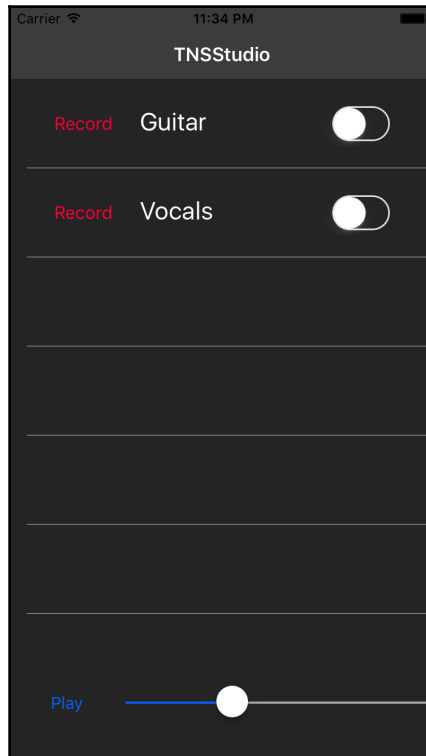 Carrier 11:34 PM
TNSStudio
Record Guitar
Record Vocals
Play